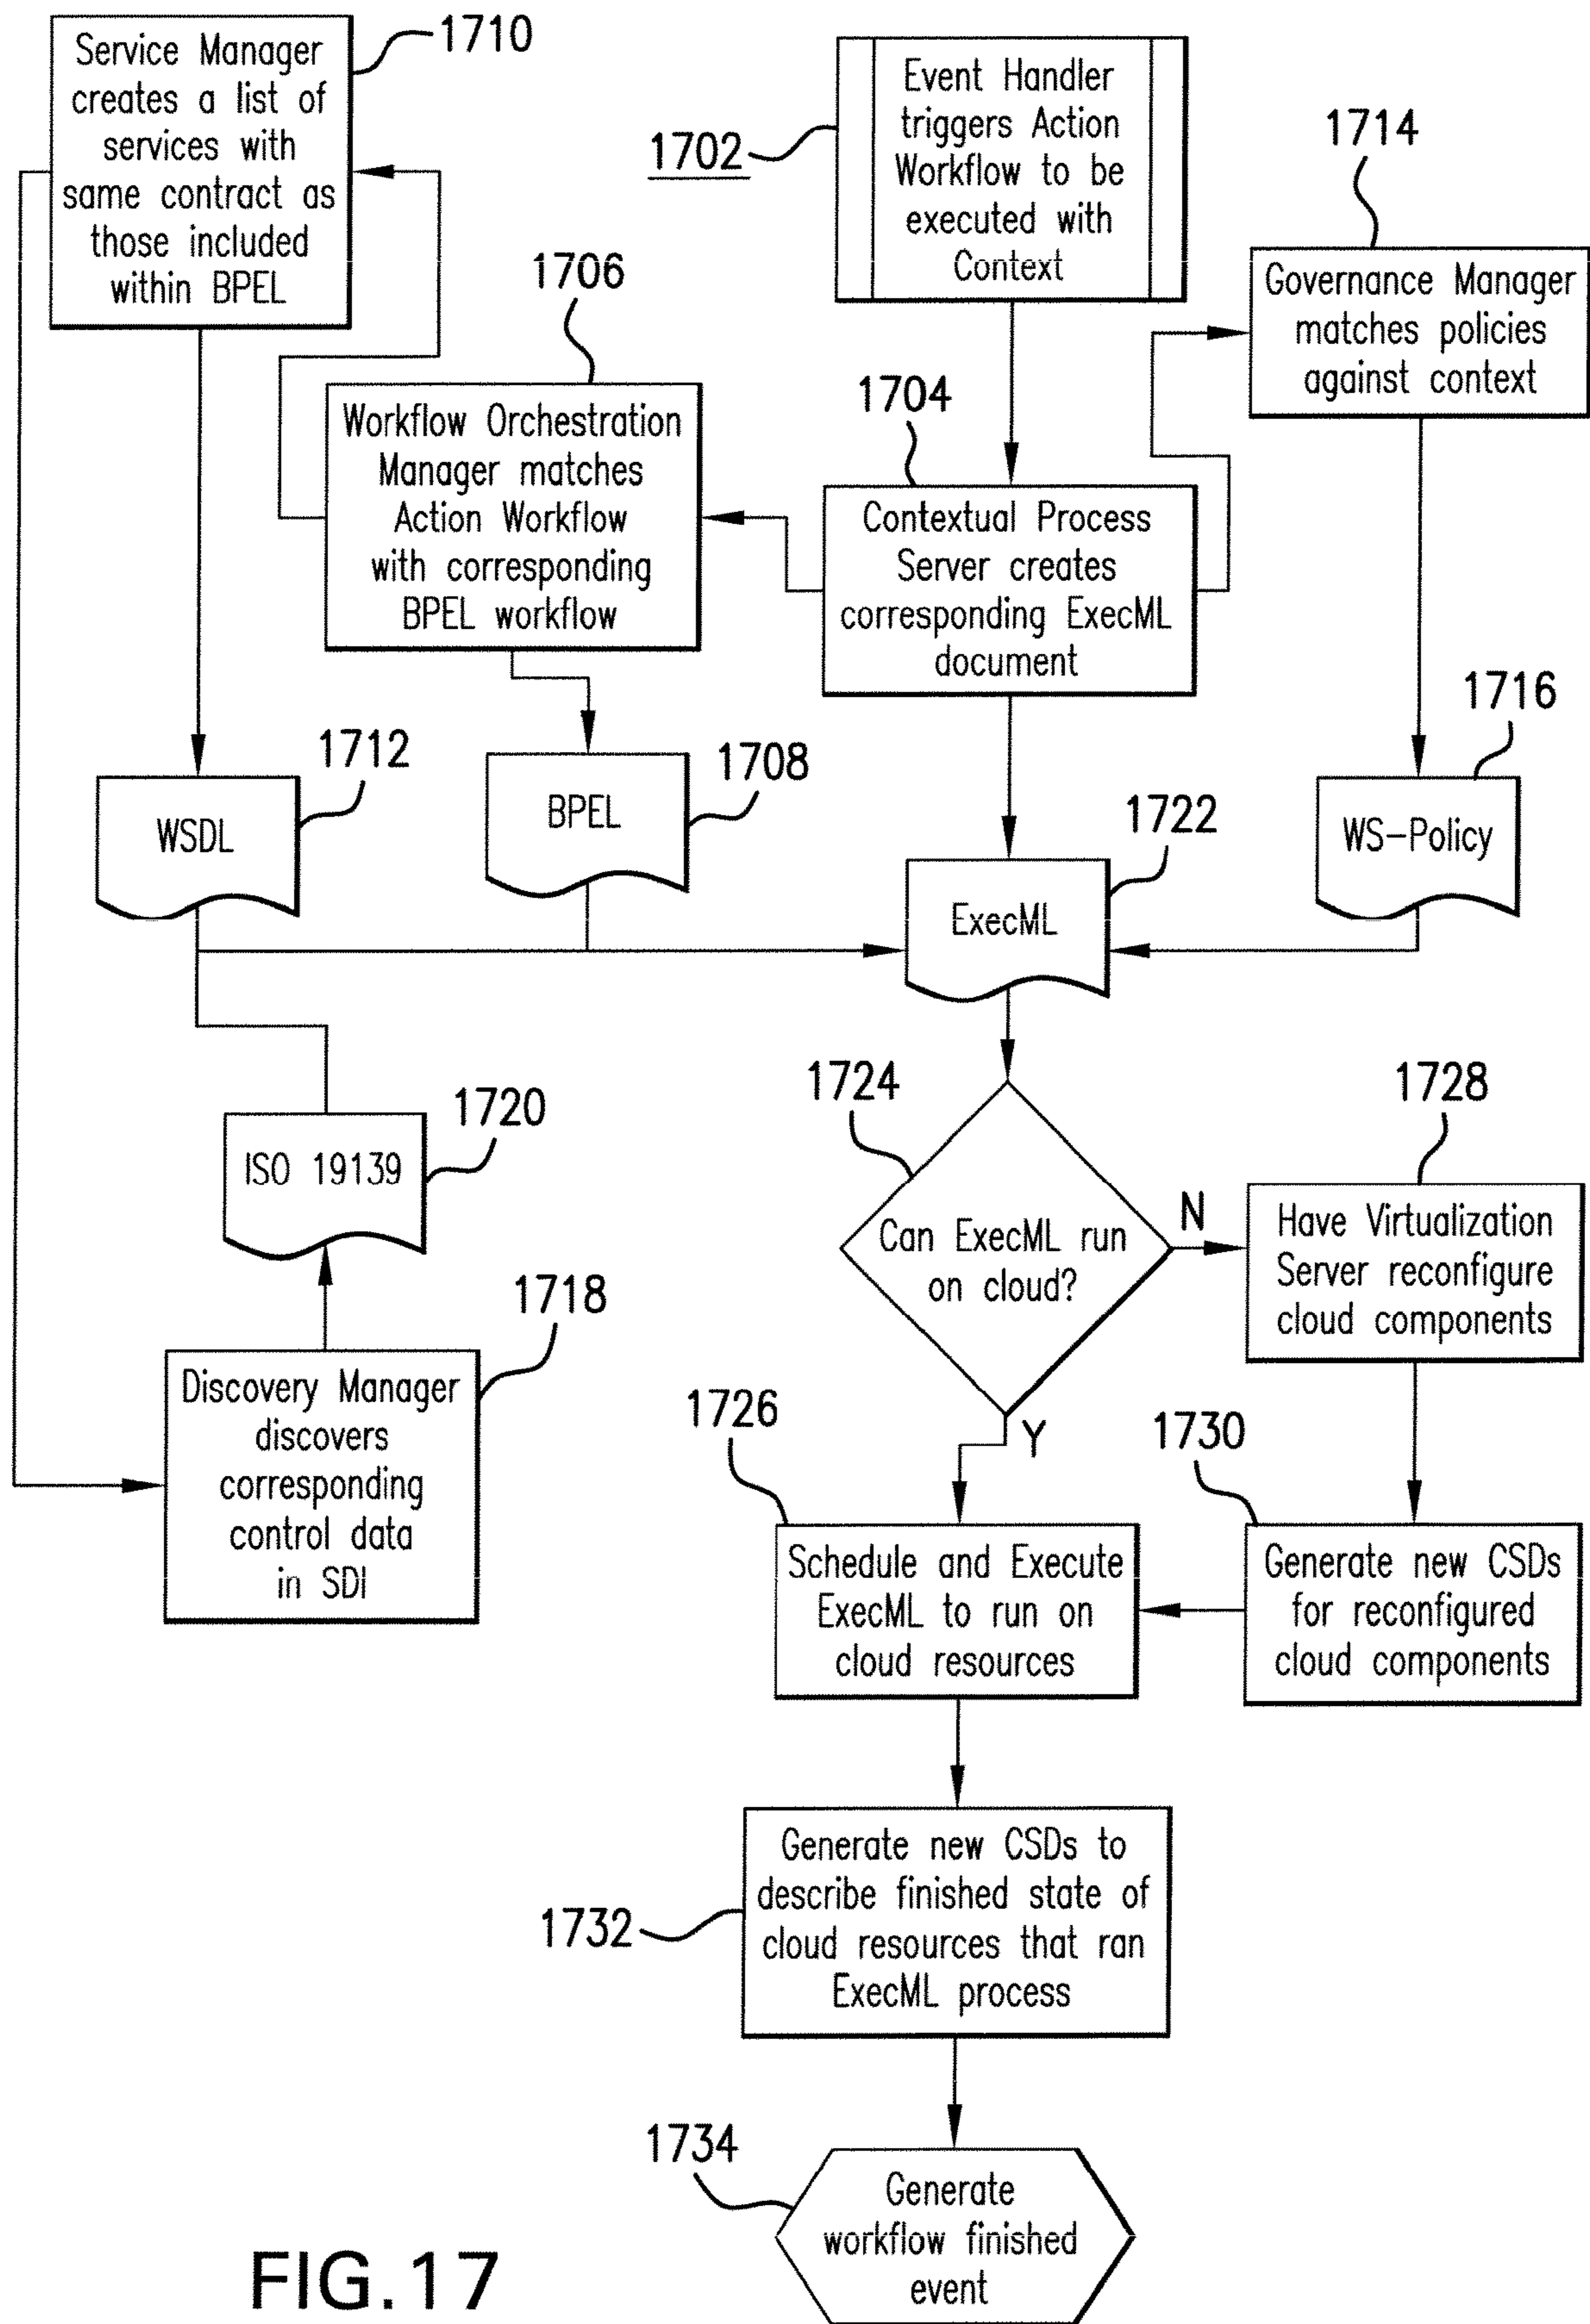 Service Manager
creates a list of
services with
same contract as
those included
within BPEL
1710
Event Handler
triggers Action
Workflow to be
executed with
Context
1702
1714
Governance Manager
matches policies
against context
1706
Workflow Orchestration
Manager matches
Action Workflow
with corresponding
BPEL workflow
1704
Contextual Process
Server creates
corresponding ExecML
document
1712
WSDL
1708
BPEL
1722
ExecML
1716
WS-Policy
1720
ISO 19139
1724
Can ExecML run
on cloud?
N
Y
1728
Have Virtualization
Server reconfigure
cloud components
1718
Discovery Manager
discovers
corresponding
control data
in SDI
1726
Schedule and Execute
ExecML to run on
cloud resources
1730
Generate new CSDs
for reconfigured
cloud components
1732
Generate new CSDs to
describe finished state of
cloud resources that ran
ExecML process
1734
Generate
workflow finished
event
FIG.17